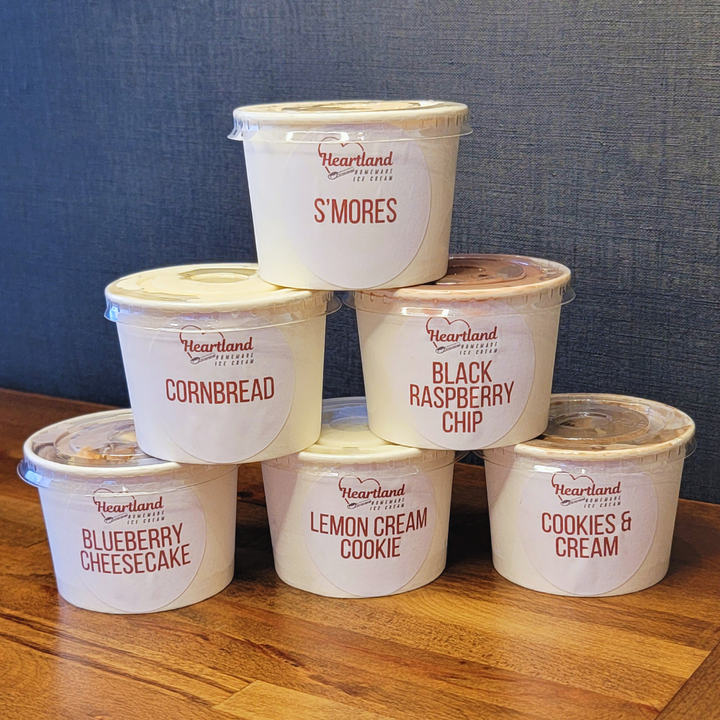 Heartland
HOMEMADE
ICE CREAM
S'MORES
Heartland
HOMEMADE
ICE CREAM
CORNBREAD
Heartland
HOMEMADE
ICE CREAM
BLACK
RASPBERRY
CHIP
Heartland
HOMEMADE
ICE CREAM
BLUEBERRY
CHEESECAKE
Heartland
HOMEMADE
ICE CREAM
LEMON CREAM
COOKIE
Heartland
HOMEMADE
ICE CREAM
COOKIES &
CREAM